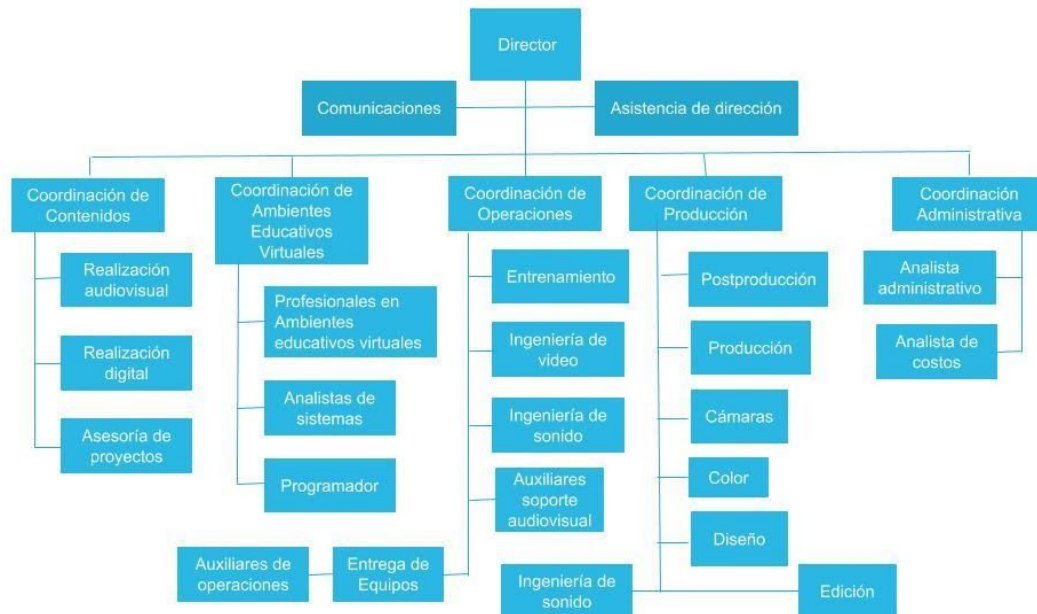 Director
Comunicaciones
Asistencia de dirección
Coordinación de
Contenidos
Coordinación de
Ambientes
Educativos
Virtuales
Coordinación de
Operaciones
Coordinación de
Producción
Coordinación
Administrativa
Realización
audiovisual
Realización
digital
Asesoría de
proyectos
Profesionales en
Ambientes
educativos virtuales
Analistas de
sistemas
Programador
Entrenamiento
Ingeniería de
video
Ingeniería de
sonido
Auxiliares
soporte
audiovisual
Entrega de
Equipos
Auxiliares de
operaciones
Postproducción
Producción
Cámaras
Color
Diseño
Ingeniería de
sonido
Edición
Analista
administrativo
Analista de
costos